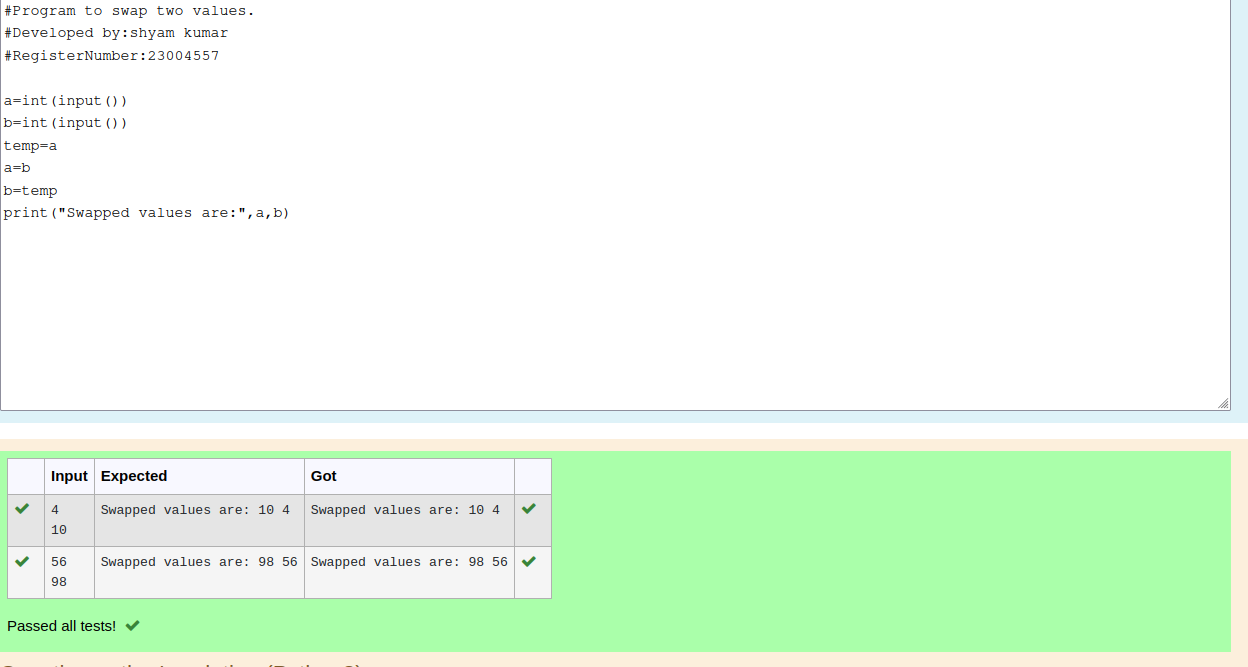 #Program to swap two values.
#Developed by:shyam kumar
#RegisterNumber:23004557
a=int(input())
b=int(input())
temp=a
a=b
b=temp
print("Swapped values are:",a,b)
Input Expected Got
4
10 Swapped values are: 10 4 Swapped values are: 10 4
56
98 Swapped values are: 98 56 Swapped values are: 98 56
Passed all tests!